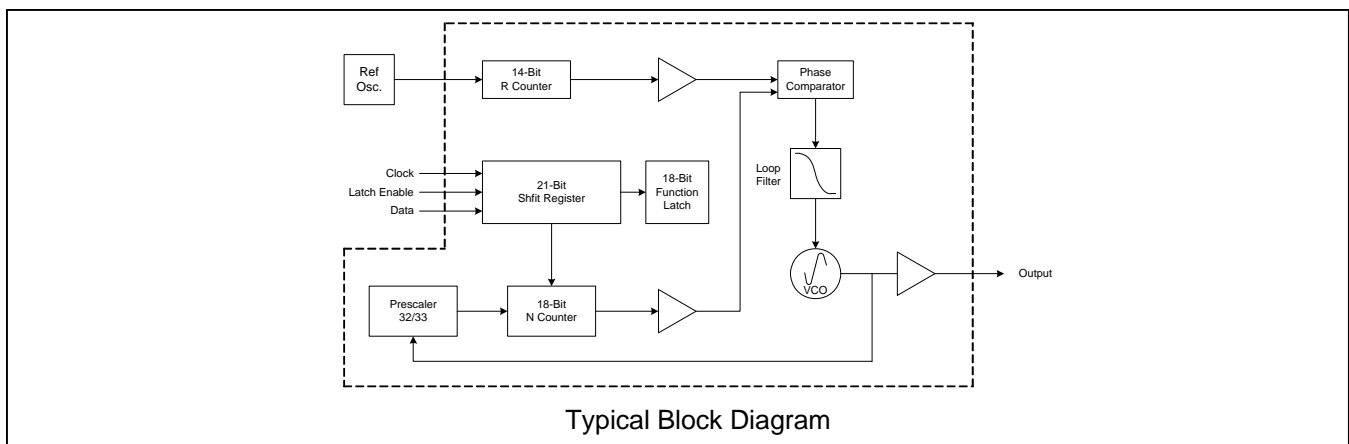 Ref
Osc.
14-Bit
R Counter
Phase
Comparator
Loop
Filter
Clock
Latch Enable
Data
21-Bit
Shfit Register
18-Bit
Function
Latch
VCO
Output
Prescaler
32/33
18-Bit
N Counter
Typical Block Diagram